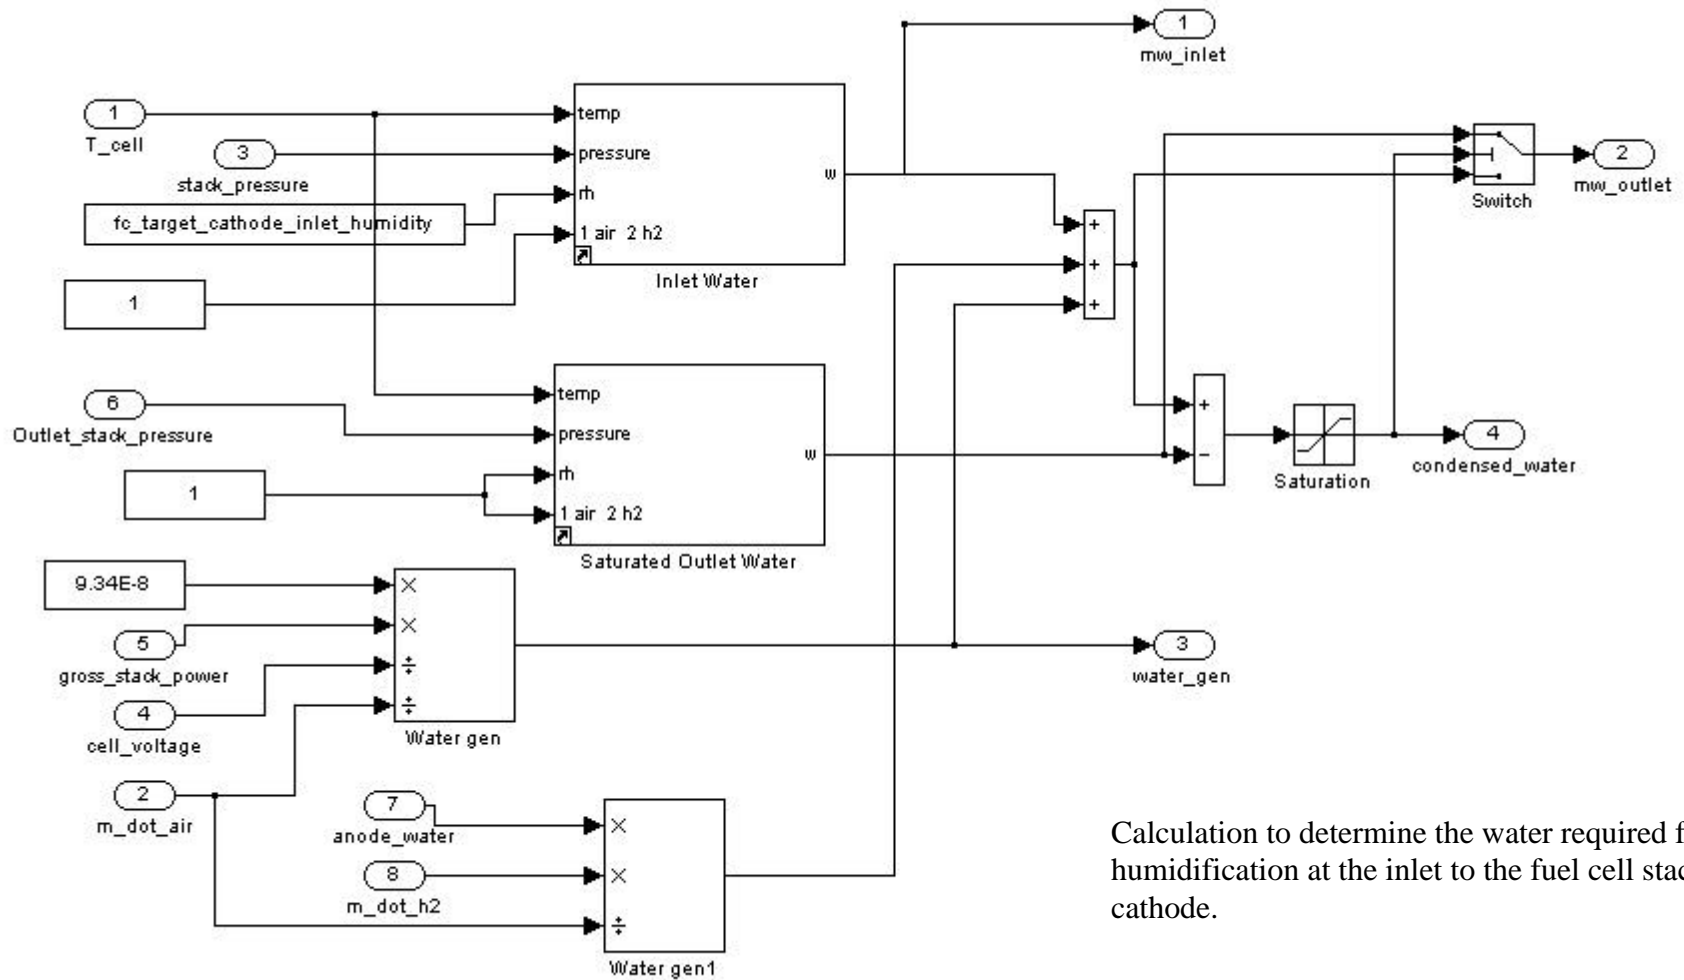 1
mw_inlet
1
T_cell
temp
3
stack_pressure
pressure
fc_target_cathode_inlet_humidity
rh
1 air 2 h2
w
Inlet Water
1
Switch
2
mw_outlet
+
+
+
6
Outlet_stack_pressure
temp
pressure
1
rh
1 air 2 h2
w
Saturated Outlet Water
+
-
Saturation
4
condensed_water
9.34E-8
×
5
gross_stack_power
×
4
cell_voltage
÷
÷
Water gen
3
water_gen
2
m_dot_air
7
anode_water
×
8
m_dot_h2
×
÷
Water gen1
Calculation to determine the water required
humidification at the inlet to the fuel cell
cathode.